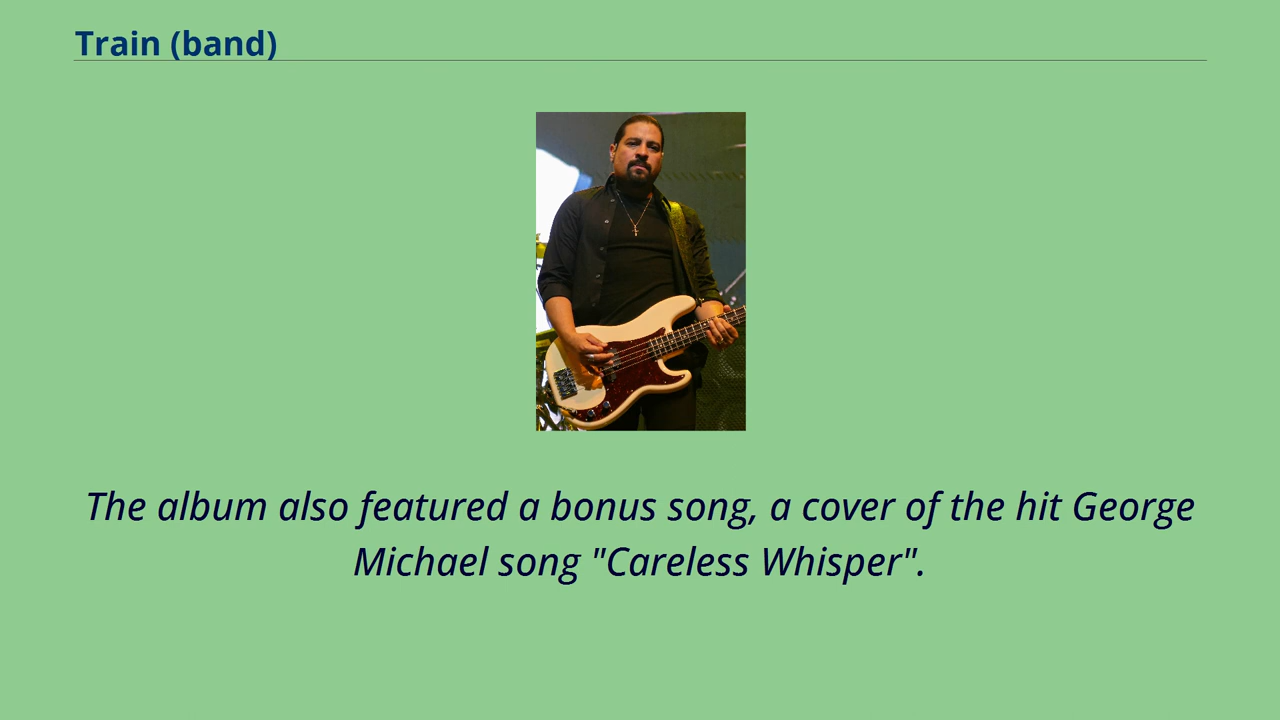 Train (band)
The album also featured a bonus song, a cover of the hit George
Michael song "Careless Whisper".